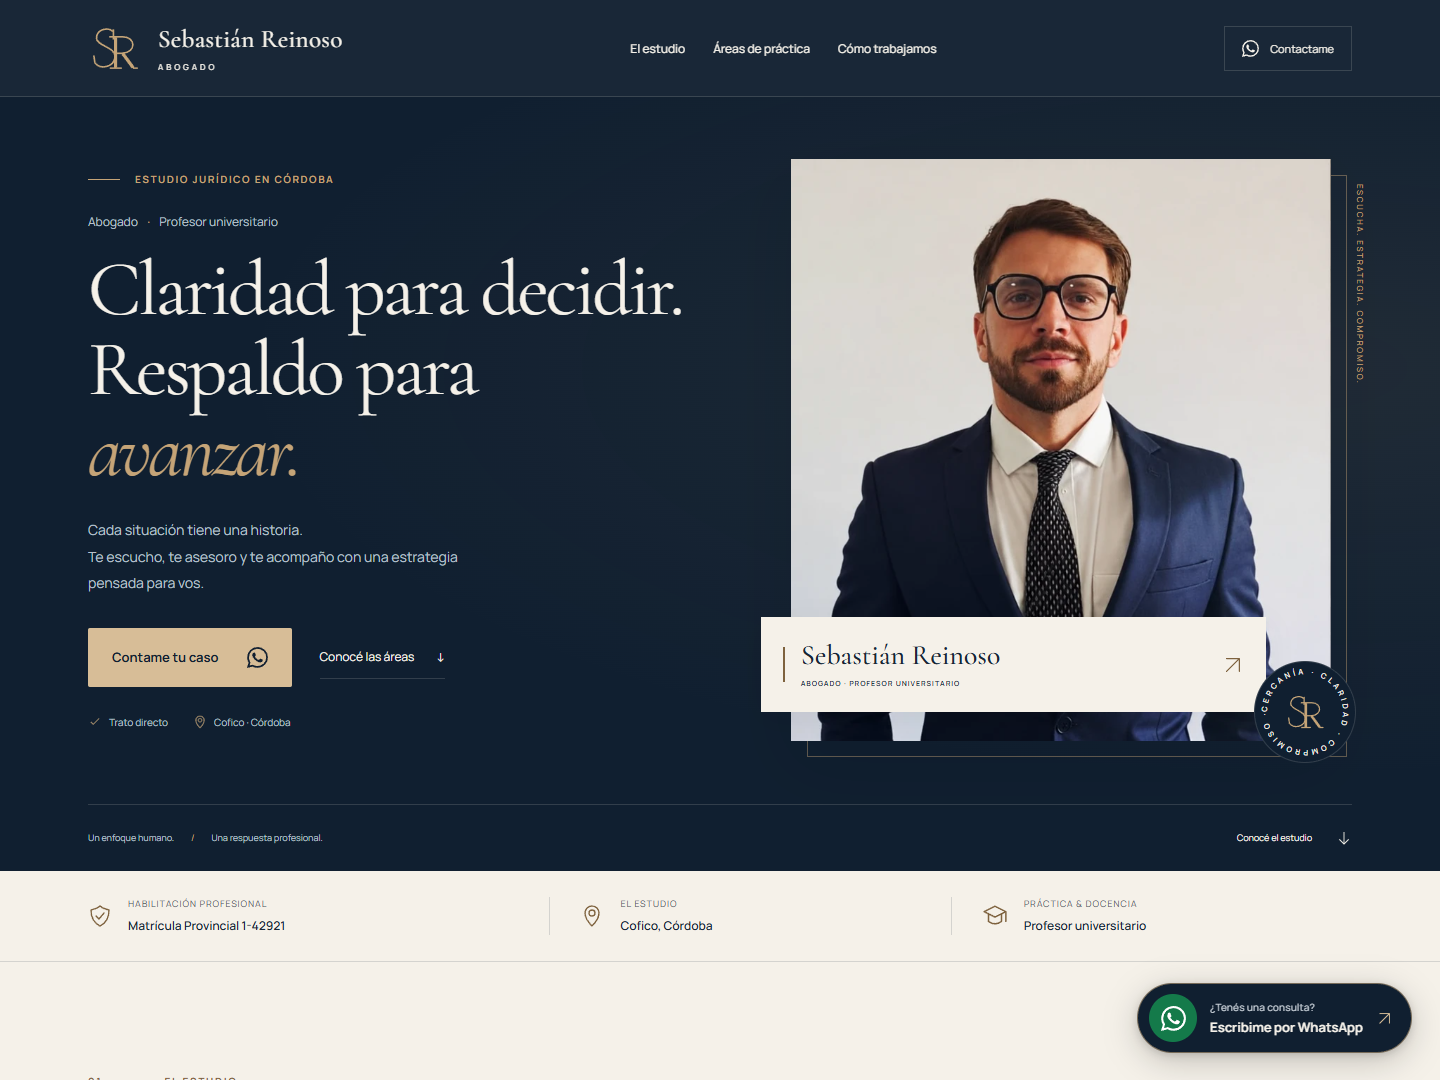 SR
Sebastián Reinoso
ABOGADO
El estudio
Áreas de práctica
Cómo trabajamos
Contactame
ESTUDIO JURÍDICO EN CÓRDOBA
Abogado · Profesor universitario
Claridad para decidir.
Respaldo para
avanzar.
Cada situación tiene una historia.
Te escucho, te asesoro y te acompaño con una estrategia
pensada para vos.
Contame tu caso
Conocé las áreas ↓
Trato directo
Cofico · Córdoba
ESCUCHA. ESTRATEGIA. COMPROMISO.
Sebastián Reinoso
ABOGADO · PROFESOR UNIVERSITARIO
CERCANÍA · CLARIDAD · COMPROMISO ·
SR
Un enfoque humano. / Una respuesta profesional.
Conocé el estudio
HABILITACIÓN PROFESIONAL
Matrícula Provincial 1-42921
EL ESTUDIO
Cofico, Córdoba
PRÁCTICA & DOCENCIA
Profesor universitario
¿Tenés una consulta?
Escribime por WhatsApp
EL ESTUDIO